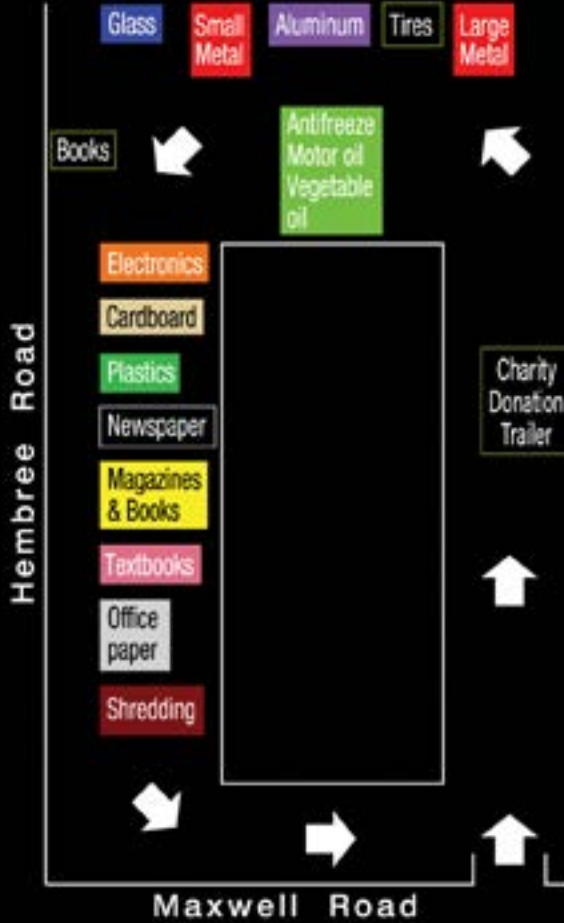 Glass
Small
Metal
Aluminum
Tires
Large
Metal
Books
Antifreeze
Motor oil
Vegetable
oil
Electronics
Cardboard
Plastics
Newspaper
Magazines
& Books
Textbooks
Office
paper
Shredding
Charity
Donation
Trailer
Hembree Road
Maxwell Road